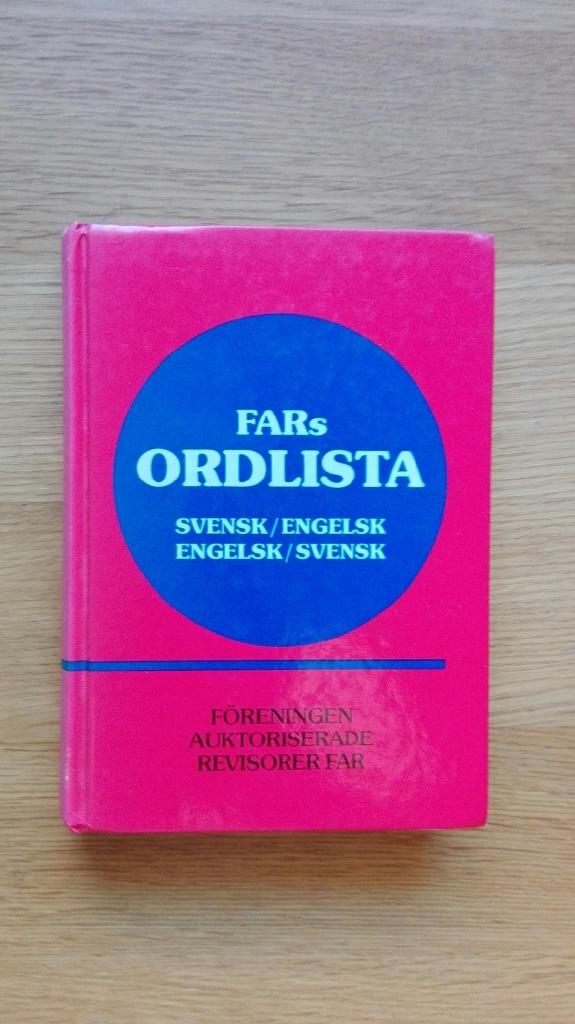 FARs
ORDLISTA
SVENSK/ENGELSK
ENGELSK/SVENSK
FÖRENINGEN
AUKTORISERADE
REVISORER FAR